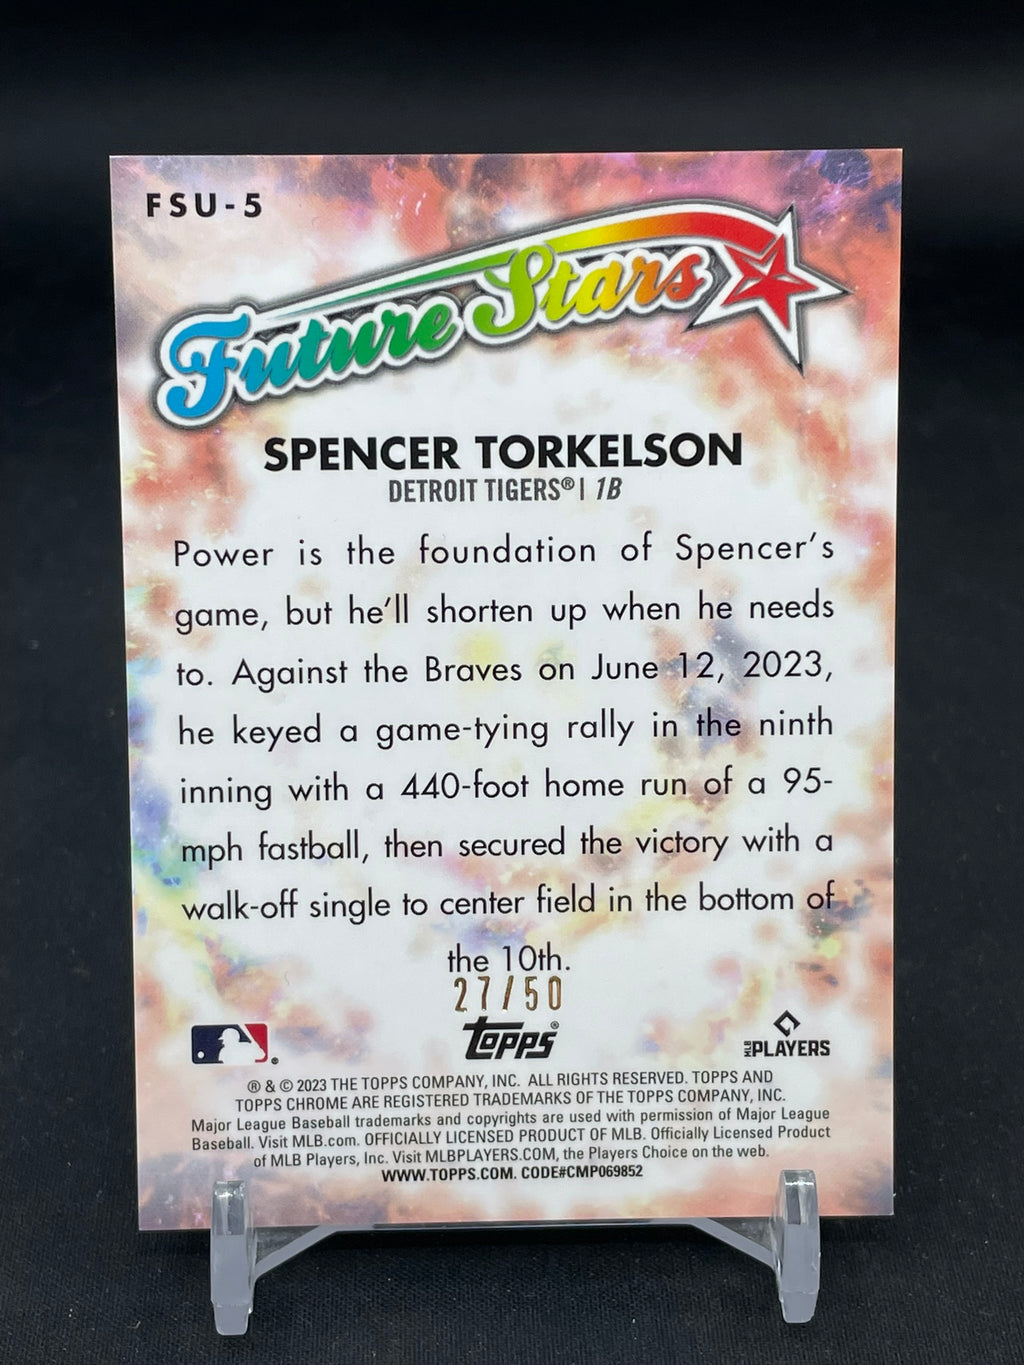 FSU-5
Future Stars
SPENCER TORKELSON
DETROIT TIGERS® | 1B
Power is the foundation of Spencer's
game, but he'll shorten up when he needs
to. Against the Braves on June 12, 2023,
he keyed a game-tying rally in the ninth
inning with a 440-foot home run of a 95-
mph fastball, then secured the victory with a
walk-off single to center field in the bottom of
the 10th.
27/50
topps®
MLB PLAYERS
® & © 2023 THE TOPPS COMPANY, INC. ALL RIGHTS RESERVED. TOPPS AND
TOPPS CHROME ARE REGISTERED TRADEMARKS OF THE TOPPS COMPANY, INC.
Major League Baseball trademarks and copyrights are used with permission of Major League
Baseball. Visit MLB.com. OFFICIALLY LICENSED PRODUCT OF MLB. Officially Licensed Product
of MLB Players, Inc. Visit MLBPLAYERS.COM, the Players Choice on the web.
WWW.TOPPS.COM. CODE#CMP069852